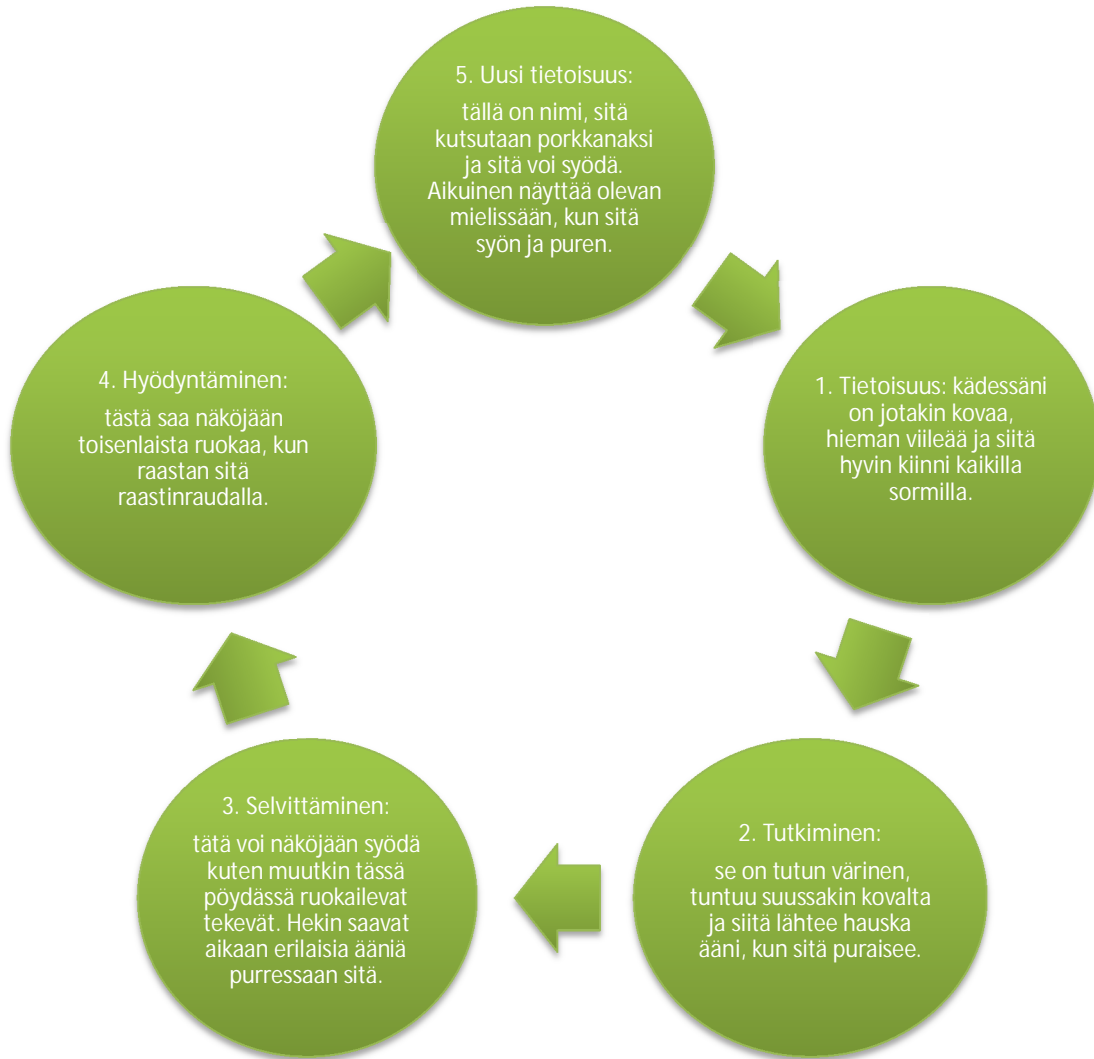 5. Uusi tietoisuus:
tällä on nimi, sitä
kutsutaan porkkanaksi
ja sitä voi syödä.
Aikuinen näyttää olevan
mielissään, kun sitä
syön ja puren.
1. Tietoisuus: kädessäni
on jotakin kovaa,
hieman viileää ja siitä
hyvin kiinni kaikilla
sormilla.
2. Tutkiminen:
se on tutun värinen,
tuntuu suussakin kovalta
ja siitä lähtee hauska
ääni, kun sitä puraisee.
3. Selvittäminen:
tätä voi näköjään syödä
kuten muutkin tässä
pöydässä ruokailevat
tekevät. Hekin saavat
aikaan erilaisia ääniä
purressaan sitä.
4. Hyödyntäminen:
tästä saa näköjään
toisenlaista ruokaa, kun
raastan sitä
raastinraudalla.